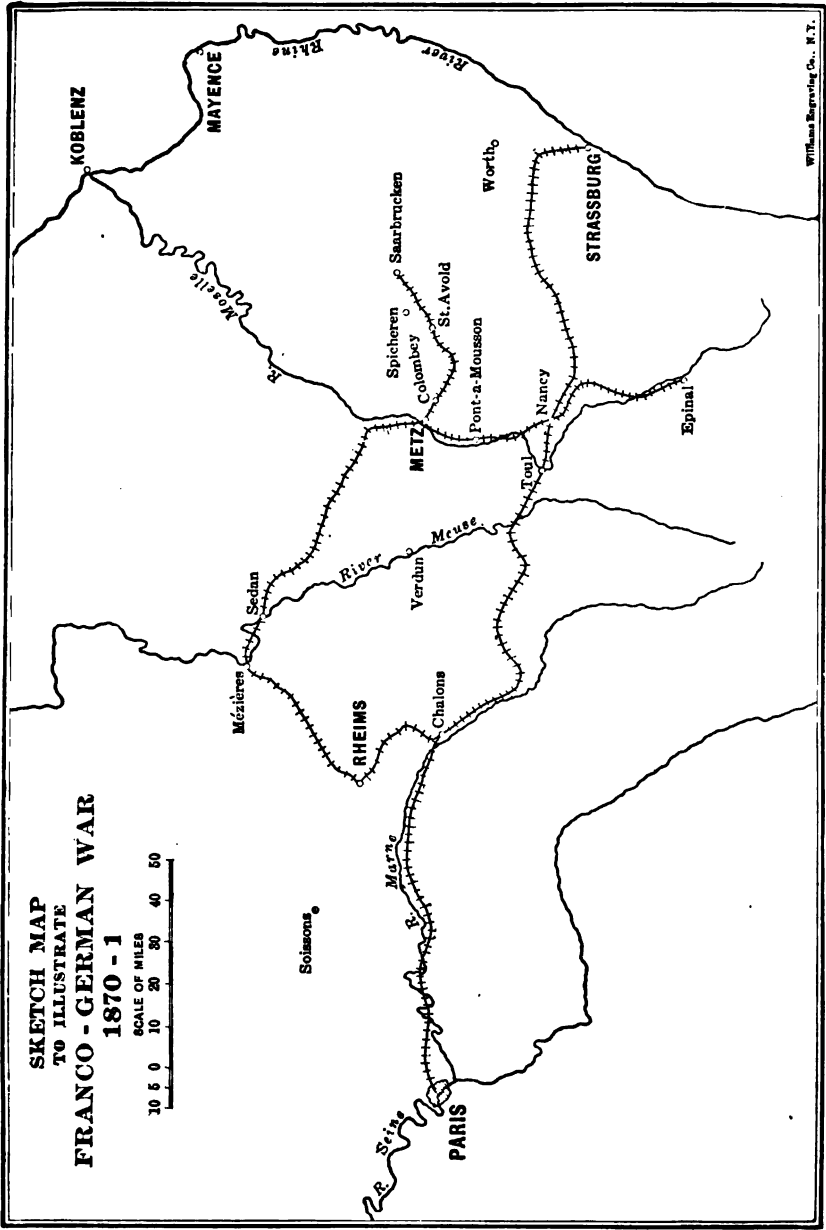 SKETCH MAP
TO ILLUSTRATE
FRANCO - GERMAN WAR
1870 - 1
SCALE OF MILES
10 5 0 10 20 30 40 50
KOBLENZ
MAYENCE
Rhine
River
Moselle
R.
Worth
STRASSBURG
Saarbrucken
Spicheren
St. Avold
Colombey
METZ
Pont-a-Mousson
Nancy
Toul
Epinal
River
Meuse
Verdun
Sedan
Mézières
RHEIMS
Chalons
Marne
R.
Soissons
PARIS
R. Seine
Williams Engraving Co., N.Y.